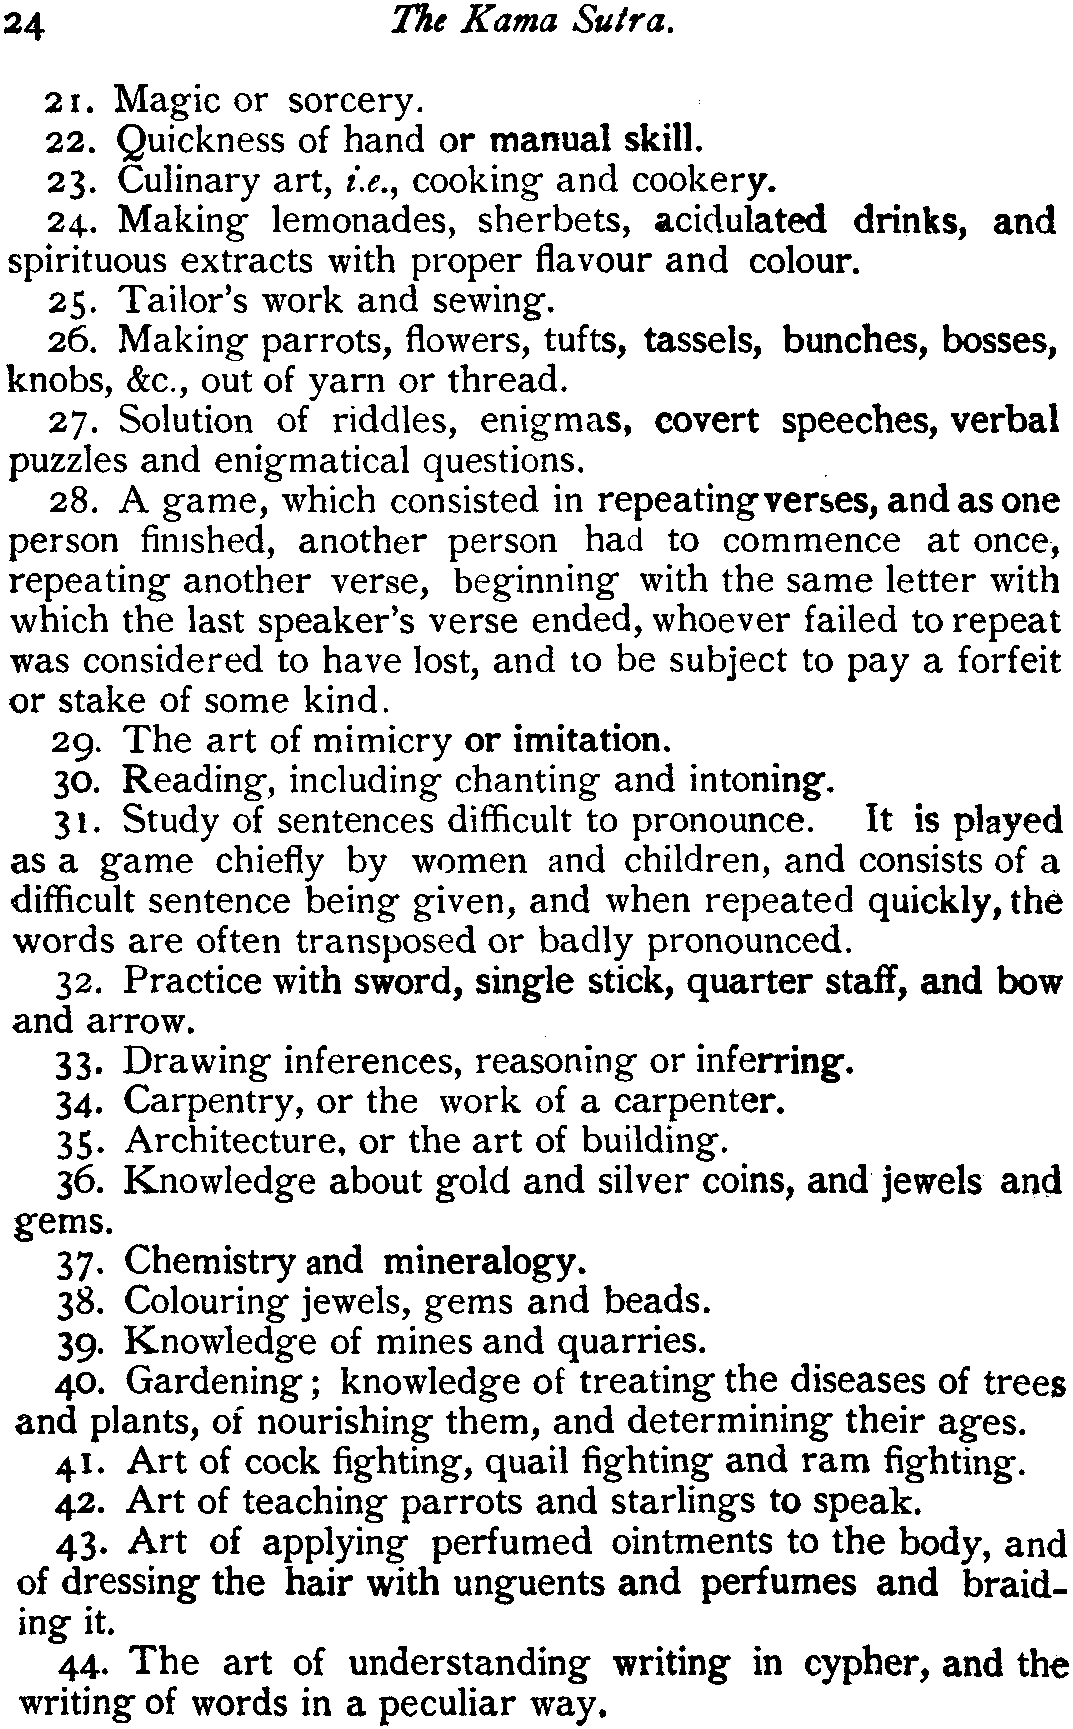 24 The Kama Sutra.
21. Magic or sorcery.
22. Quickness of hand or manual skill.
23. Culinary art, i.e., cooking and cookery.
24. Making lemonades, sherbets, acidulated drinks, and
spirituous extracts with proper flavour and colour.
25. Tailor's work and sewing.
26. Making parrots, flowers, tufts, tassels, bunches, bosses,
knobs, &c., out of yarn or thread.
27. Solution of riddles, enigmas, covert speeches, verbal
puzzles and enigmatical questions.
28. A game, which consisted in repeating verses, and as one
person finished, another person had to commence at once,
repeating another verse, beginning with the same letter with
which the last speaker's verse ended, whoever failed to repeat
was considered to have lost, and to be subject to pay a forfeit
or stake of some kind.
29. The art of mimicry or imitation.
30. Reading, including chanting and intoning.
31. Study of sentences difficult to pronounce. It is played
as a game chiefly by women and children, and consists of a
difficult sentence being given, and when repeated quickly, the
words are often transposed or badly pronounced.
32. Practice with sword, single stick, quarter staff, and bow
and arrow.
33. Drawing inferences, reasoning or inferring.
34. Carpentry, or the work of a carpenter.
35. Architecture, or the art of building.
36. Knowledge about gold and silver coins, and jewels and
gems.
37. Chemistry and mineralogy.
38. Colouring jewels, gems and beads.
39. Knowledge of mines and quarries.
40. Gardening; knowledge of treating the diseases of trees
and plants, of nourishing them, and determining their ages.
41. Art of cock fighting, quail fighting and ram fighting.
42. Art of teaching parrots and starlings to speak.
43. Art of applying perfumed ointments to the body, and
of dressing the hair with unguents and perfumes and braid-
ing it.
44. The art of understanding writing in cypher, and the
writing of words in a peculiar way.